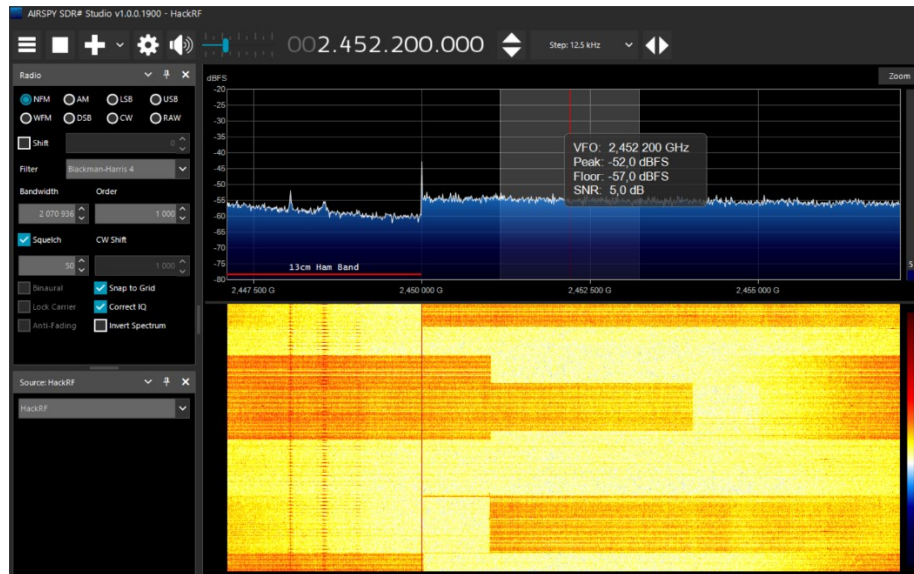 AIRSPY SDR# Studio v1.0.0.1900 - HackRF
002.452.200.000
Step: 12.5 kHz
Radio
NFM AM LSB USB
WFM DSB CW RAW
Shift 0
Filter Blackman-Harris 4
Bandwidth Order
2 070 936 1 000
Squelch CW Shift
50 1 000
Binaural Snap to Grid
Lock Carrier Correct IQ
Anti-Fading Invert Spectrum
Source: HackRF
HackRF
dBFS
Zoom
-20
-25
-30
-35
-40
-45
-50
-55
-60
-65
-70
-75
-80
VFO: 2,452 200 GHz
Peak: -52,0 dBFS
Floor: -57,0 dBFS
SNR: 5,0 dB
5
13cm Ham Band
2,447 500 G 2,450 000 G 2,452 500 G 2,455 000 G